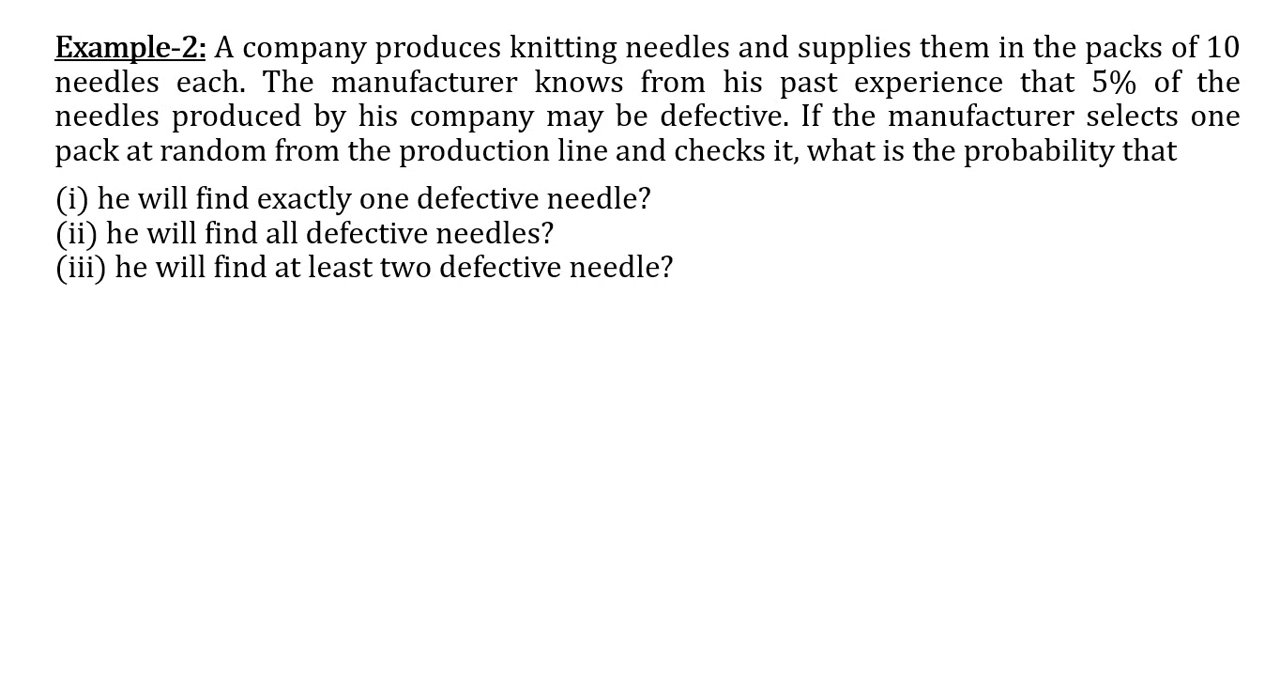 Example-2: A company produces knitting needles and supplies them in the packs of 10
needles each. The manufacturer knows from his past experience that 5% of the
needles produced by his company may be defective. If the manufacturer selects one
pack at random from the production line and checks it, what is the probability that
(i) he will find exactly one defective needle?
(ii) he will find all defective needles?
(iii) he will find at least two defective needle?